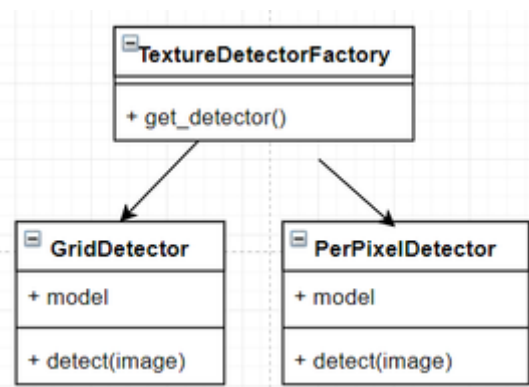 TextureDetectorFactory
+ get_detector()
GridDetector
+ model
+ detect(image)
PerPixelDetector
+ model
+ detect(image)